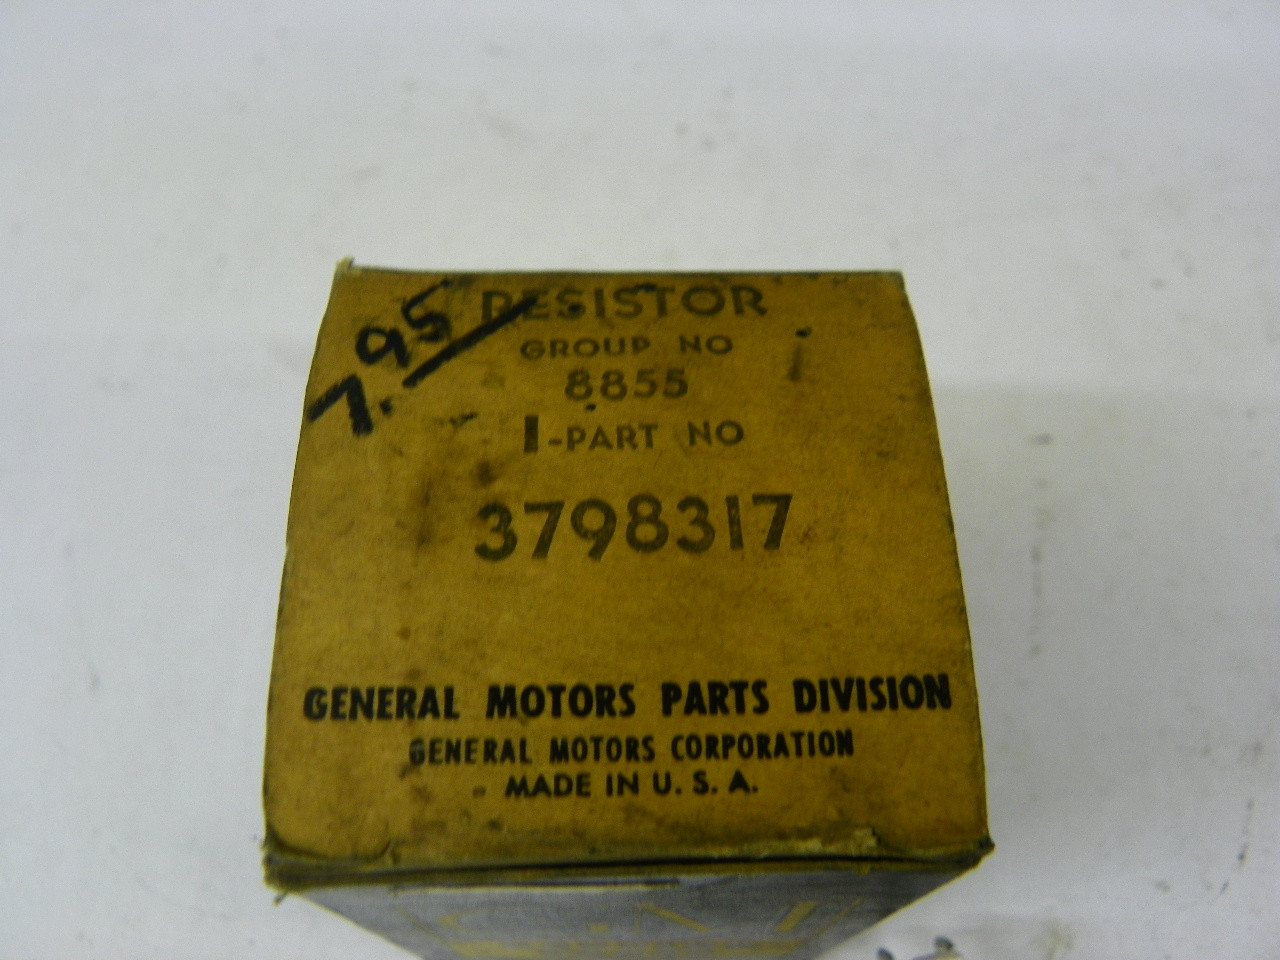 7.95
RESISTOR
GROUP NO
8855
1-PART NO
3798317
GENERAL MOTORS PARTS DIVISION
GENERAL MOTORS CORPORATION
MADE IN U. S. A.